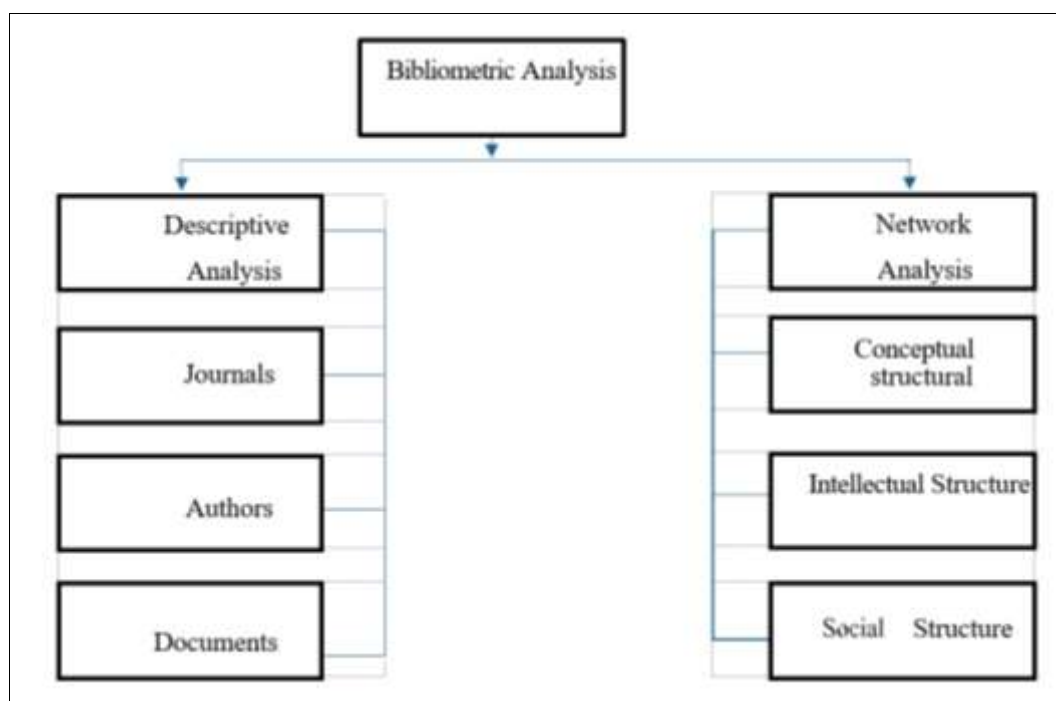 Bibliometric Analysis
Descriptive
Analysis
Journals
Authors
Documents
Network
Analysis
Conceptual
structural
Intellectual Structure
Social Structure